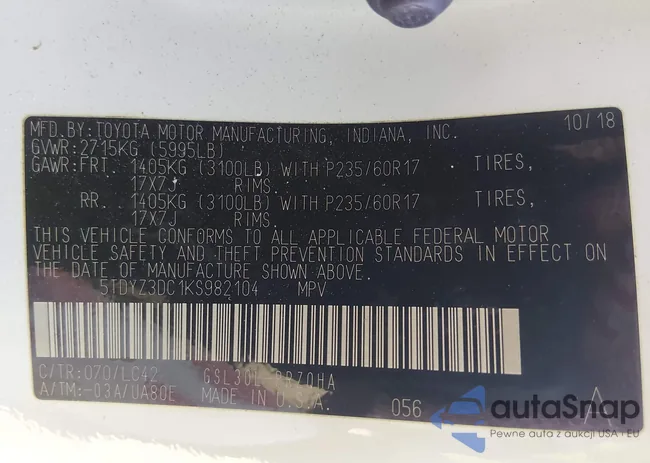 MFD.BY:TOYOTA MOTOR MANUFACTURING, INDIANA, INC. 10/18
GVWR:2715KG (5995LB)
GAWR:FRT. 1405KG (3100LB) WITH P235/60R17 TIRES,
17X7J RIMS.
RR. 1405KG (3100LB) WITH P235/60R17 TIRES,
17X7J RIMS.
THIS VEHICLE CONFORMS TO ALL APPLICABLE FEDERAL MOTOR
VEHICLE SAFETY AND THEFT PREVENTION STANDARDS IN EFFECT ON
THE DATE OF MANUFACTURE SHOWN ABOVE.
5TDYZ3DC1KS982104 MPV
C/TR:070/LC42
A/TM:-03A/UA80E MADE IN U.S.A. 056
autoSnap
Pewne auta z aukcji USA i EU